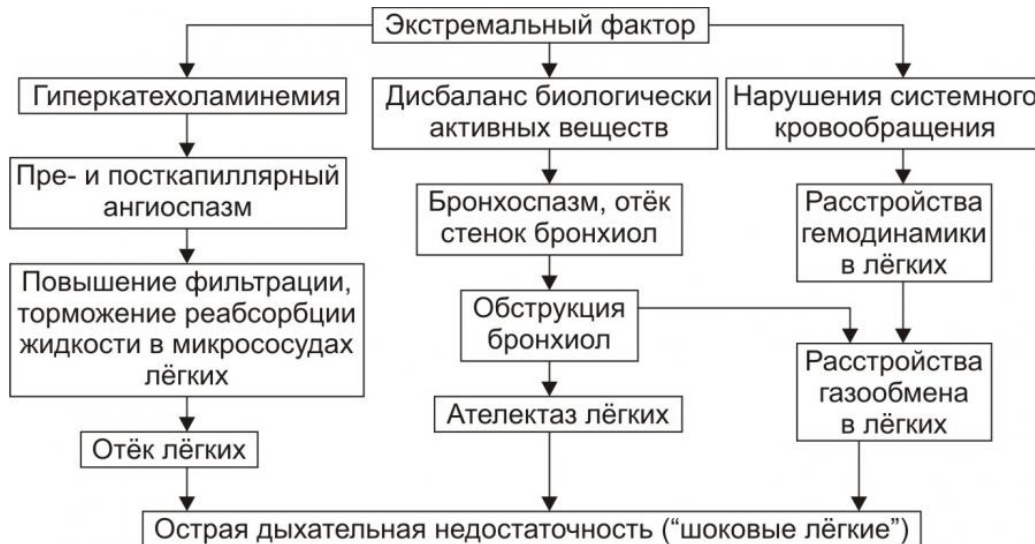 Экстремальный фактор
Гиперкатехоламинемия
Дисбаланс биологически
активных веществ
Нарушения системного
кровообращения
Пре- и посткапиллярный
ангиоспазм
Бронхоспазм, отёк
стенок бронхиол
Расстройства
гемодинамики
в лёгких
Повышение фильтрации,
торможение реабсорбции
жидкости в микрососудах
лёгких
Обструкция
бронхиол
Расстройства
газообмена
в лёгких
Ателектаз лёгких
Отёк лёгких
Острая дыхательная недостаточность (“шоковые лёгкие”)